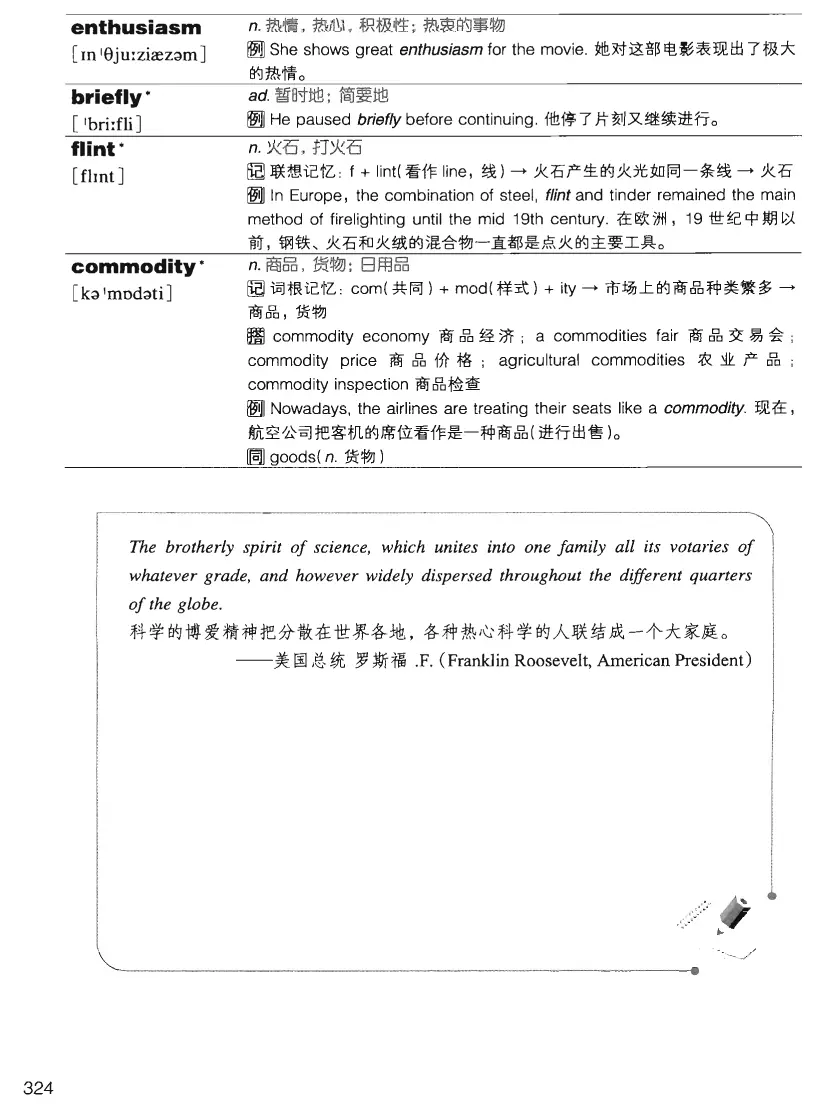 enthusiasm n. 热情，热心，积极性；热衷的事物
[ɪnˈθjuːziæzəm] 例 She shows great enthusiasm for the movie. 她对这部电影表现出了极大
的热情。
briefly* ad. 暂时地；简要地
[ˈbriːfli] 例 He paused briefly before continuing. 他停了片刻又继续进行。
flint* n. 火石，打火石
[flɪnt] 记 联想记忆：f + lint(看作 line，线) → 火石产生的火光如同一条线 → 火石
例 In Europe, the combination of steel, flint and tinder remained the main
method of firelighting until the mid 19th century. 在欧洲，19 世纪中期以
前，钢铁、火石和火绒的混合物一直都是点火的主要工具。
commodity* n. 商品，货物；日用品
[kəˈmɒdəti] 记 词根记忆：com(共同) + mod(样式) + ity → 市场上的商品种类繁多 →
商品，货物
搭 commodity economy 商品经济；a commodities fair 商品交易会；
commodity price 商品价格；agricultural commodities 农业产品；
commodity inspection 商品检查
例 Nowadays, the airlines are treating their seats like a commodity. 现在，
航空公司把客机的席位看作是一种商品(进行出售)。
同 goods(n. 货物)
The brotherly spirit of science, which unites into one family all its votaries of
whatever grade, and however widely dispersed throughout the different quarters
of the globe.
科学的博爱精神把分散在世界各地，各种热心科学的人联结成一个大家庭。
——美国总统 罗斯福 .F. (Franklin Roosevelt, American President)
324